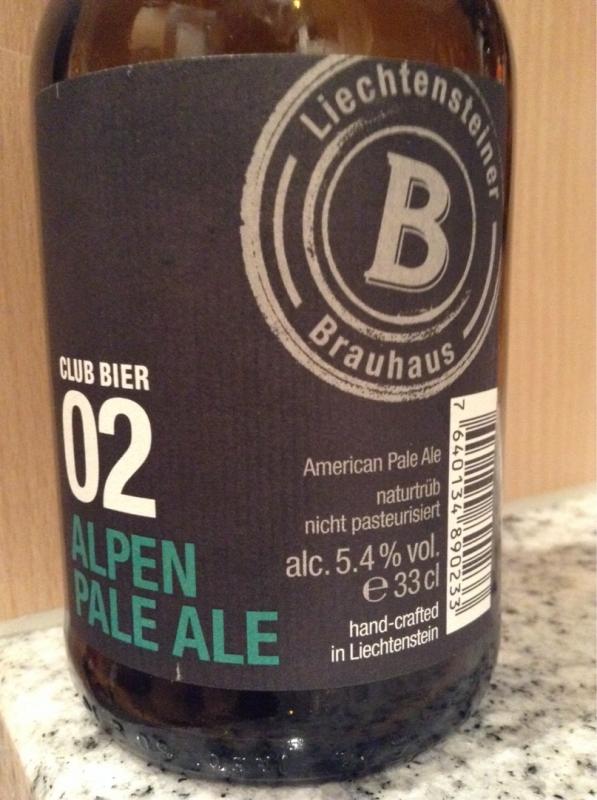 Liechtensteiner
B
Brauhaus
CLUB BIER
02
ALPEN
PALE ALE
American Pale Ale
naturtrüb
nicht pasteurisiert
alc. 5.4 % vol.
℮ 33 cl
hand-crafted
in Liechtenstein
7 640134 890233